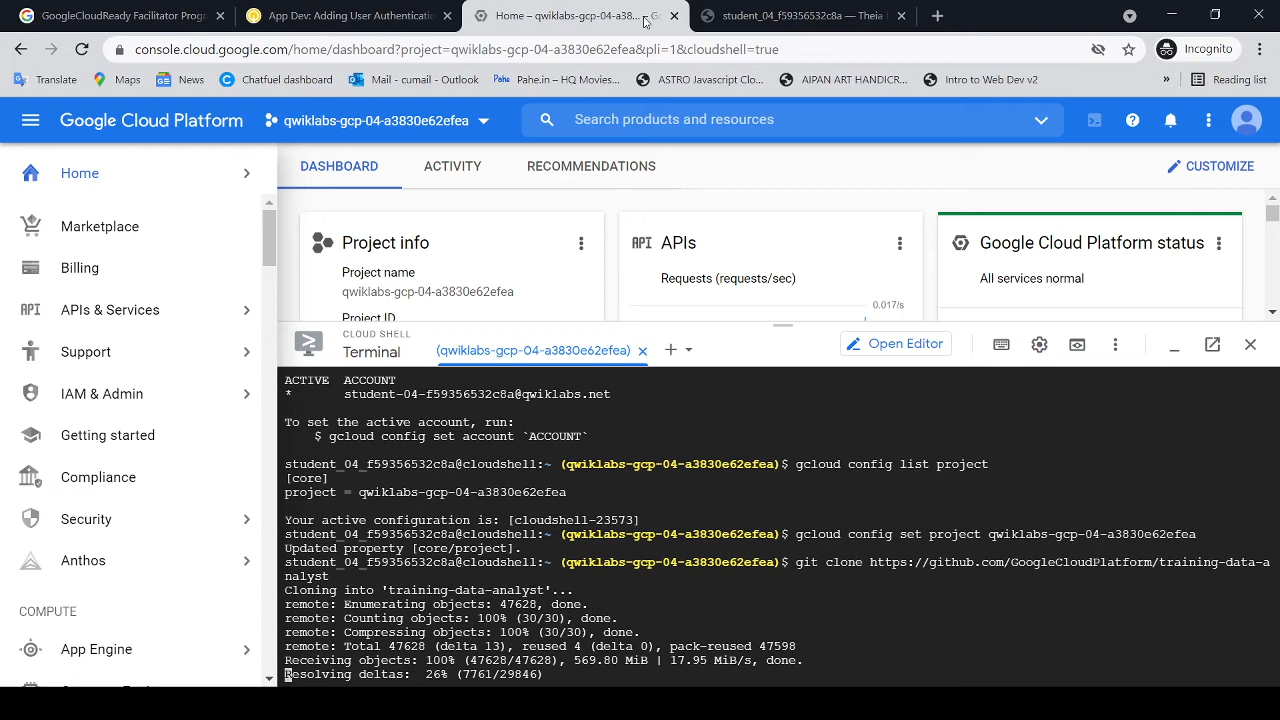 GoogleCloudReady Facilitator Progr
App Dev: Adding User Authenticatio
Home – qwiklabs-gcp-04-a38... – Go
student_04_f59356532c8a — Theia
console.cloud.google.com/home/dashboard?project=qwiklabs-gcp-04-a3830e62efea&pli=1&cloudshell=true
Incognito
Translate
Maps
News
Chatfuel dashboard
Mail - cumail - Outlook
Pahe.in – HQ Movies,...
ASTRO Javascript Clo...
AIPAN ART HANDICR...
Intro to Web Dev v2
»
Reading list
Google Cloud Platform
qwiklabs-gcp-04-a3830e62efea
Search products and resources
Home
DASHBOARD
ACTIVITY
RECOMMENDATIONS
CUSTOMIZE
Marketplace
Billing
APIs & Services
Support
IAM & Admin
Getting started
Compliance
Security
Anthos
COMPUTE
App Engine
Project info
Project name
qwiklabs-gcp-04-a3830e62efea
Project ID
API APIs
Requests (requests/sec)
0.017/s
Google Cloud Platform status
All services normal
CLOUD SHELL
Terminal
(qwiklabs-gcp-04-a3830e62efea)
Open Editor
ACTIVE  ACCOUNT
*       student-04-f59356532c8a@qwiklabs.net
To set the active account, run:
$ gcloud config set account `ACCOUNT`
student_04_f59356532c8a@cloudshell:~ (qwiklabs-gcp-04-a3830e62efea)$ gcloud config list project
[core]
project = qwiklabs-gcp-04-a3830e62efea
Your active configuration is: [cloudshell-23573]
student_04_f59356532c8a@cloudshell:~ (qwiklabs-gcp-04-a3830e62efea)$ gcloud config set project qwiklabs-gcp-04-a3830e62efea
Updated property [core/project].
student_04_f59356532c8a@cloudshell:~ (qwiklabs-gcp-04-a3830e62efea)$ git clone https://github.com/GoogleCloudPlatform/training-data-a
nalyst
Cloning into 'training-data-analyst'...
remote: Enumerating objects: 47628, done.
remote: Counting objects: 100% (30/30), done.
remote: Compressing objects: 100% (30/30), done.
remote: Total 47628 (delta 13), reused 4 (delta 0), pack-reused 47598
Receiving objects: 100% (47628/47628), 569.80 MiB | 17.95 MiB/s, done.
Resolving deltas:  26% (7761/29846)